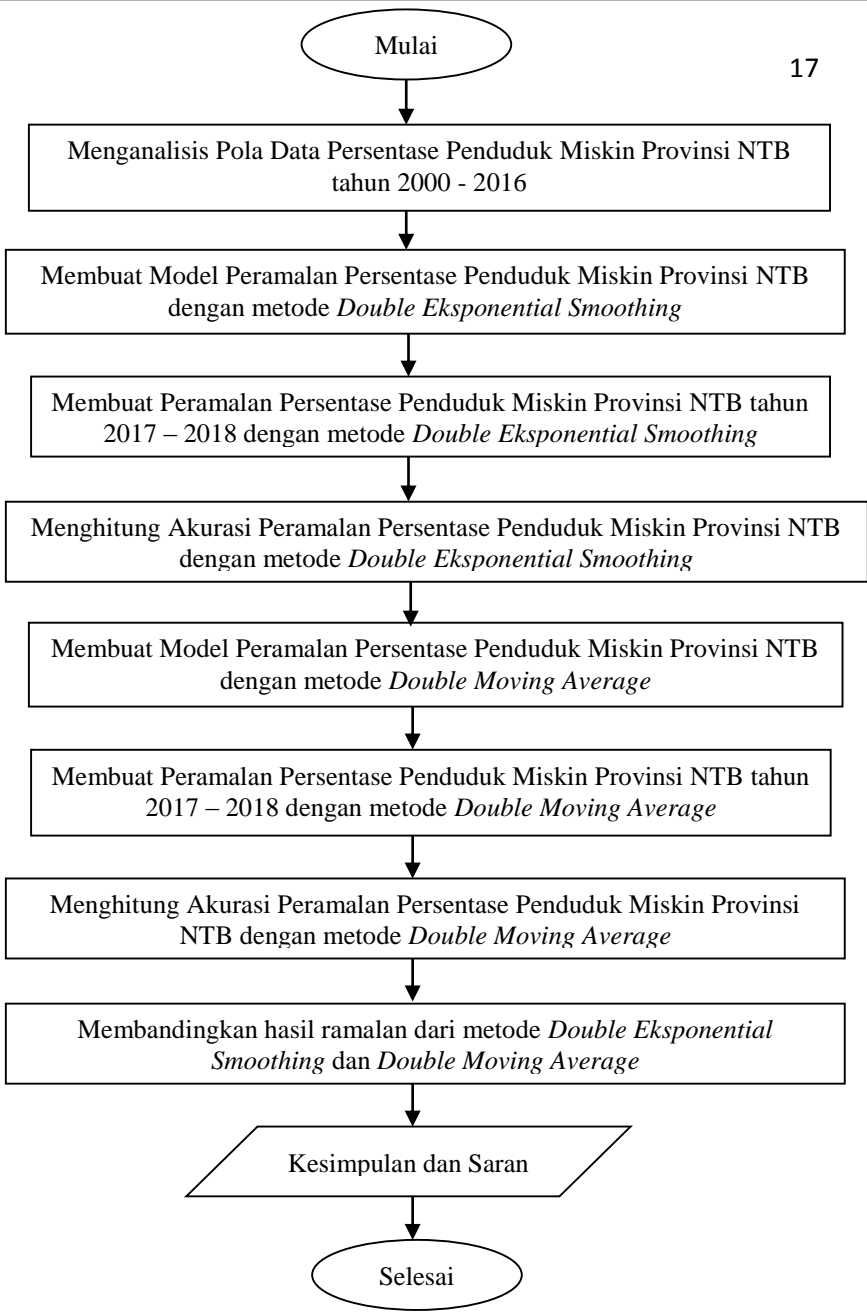 Mulai
17
Menganalisis Pola Data Persentase Penduduk Miskin Provinsi NTB
tahun 2000 - 2016
Membuat Model Peramalan Persentase Penduduk Miskin Provinsi NTB
dengan metode Double Eksponential Smoothing
Membuat Peramalan Persentase Penduduk Miskin Provinsi NTB tahun
2017 – 2018 dengan metode Double Eksponential Smoothing
Menghitung Akurasi Peramalan Persentase Penduduk Miskin Provinsi NTB
dengan metode Double Eksponential Smoothing
Membuat Model Peramalan Persentase Penduduk Miskin Provinsi NTB
dengan metode Double Moving Average
Membuat Peramalan Persentase Penduduk Miskin Provinsi NTB tahun
2017 – 2018 dengan metode Double Moving Average
Menghitung Akurasi Peramalan Persentase Penduduk Miskin Provinsi
NTB dengan metode Double Moving Average
Membandingkan hasil ramalan dari metode Double Eksponential
Smoothing dan Double Moving Average
Kesimpulan dan Saran
Selesai